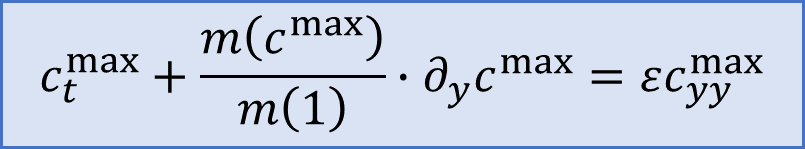 c_t^max + m(c^max)/m(1) · ∂_y c^max = εc_yy^max